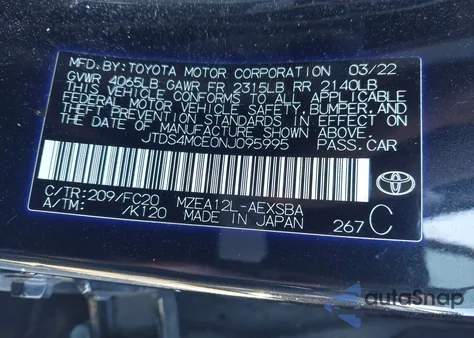 MFD.BY:TOYOTA MOTOR CORPORATION 03/22
GVWR 4065LB GAWR FR 2315LB RR 2140LB
THIS VEHICLE CONFORMS TO ALL APPLICABLE
FEDERAL MOTOR VEHICLE SAFETY,BUMPER,AND
THEFT PREVENTION STANDARDS IN EFFECT ON
THE DATE OF MANUFACTURE SHOWN ABOVE.
JTDS4MCE0NJ095995 PASS.CAR
C/TR:209/FC20 MZEA12L-AEXSBA
A/TM: /K120 MADE IN JAPAN 267 C
TOYOTA
autoSnap